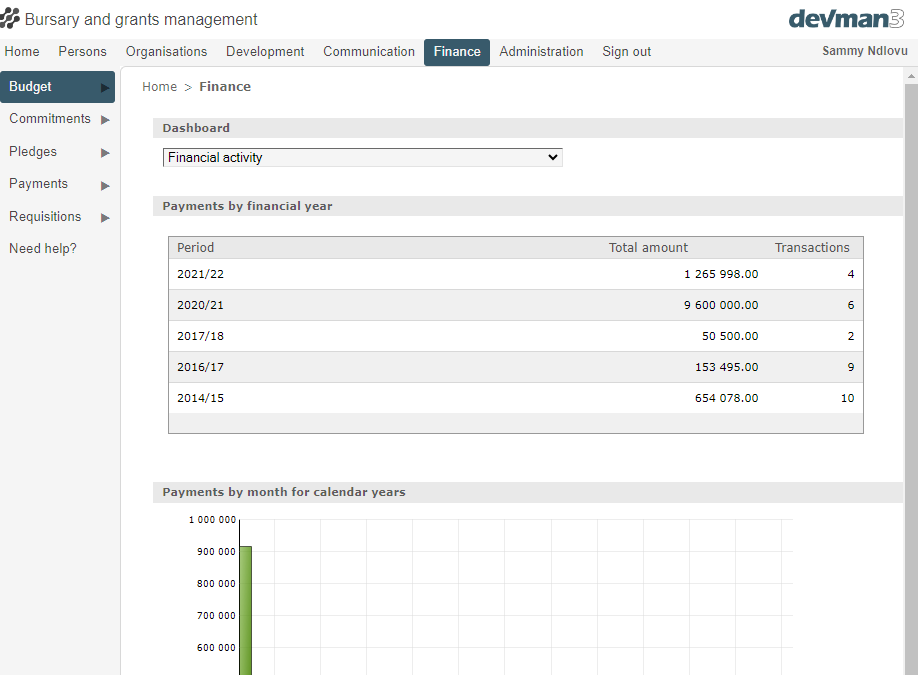 Bursary and grants management
devman3
Home Persons Organisations Development Communication Finance Administration Sign out Sammy Ndlovu
Budget
Commitments
Pledges
Payments
Requisitions
Need help?
Home > Finance
Dashboard
Financial activity
Payments by financial year
Period Total amount Transactions
2021/22 1 265 998.00 4
2020/21 9 600 000.00 6
2017/18 50 500.00 2
2016/17 153 495.00 9
2014/15 654 078.00 10
Payments by month for calendar years
1 000 000
900 000
800 000
700 000
600 000